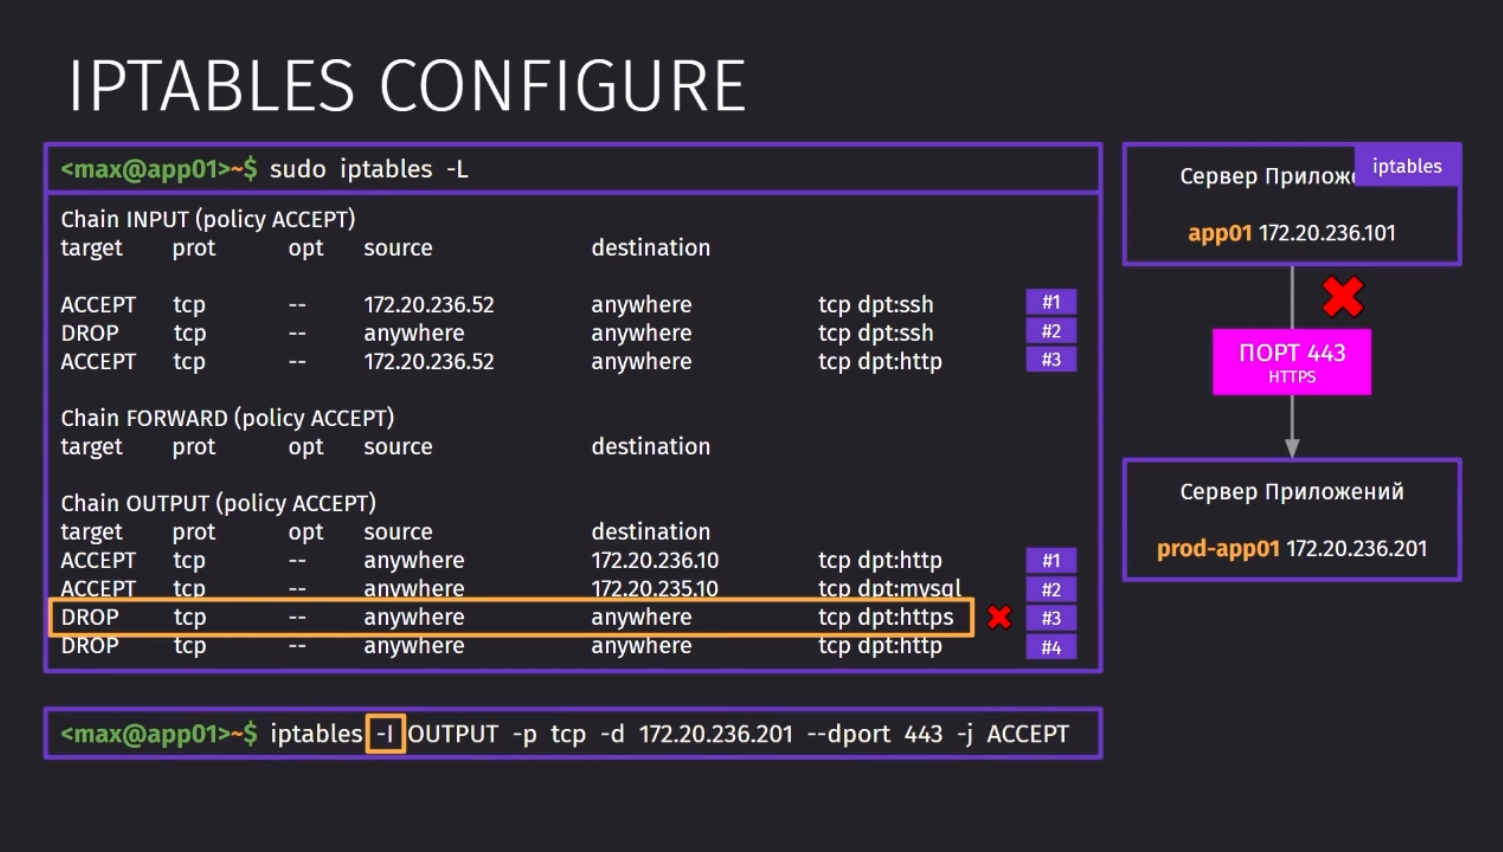 IPTABLES CONFIGURE
<max@app01>~$ sudo iptables -L
Chain INPUT (policy ACCEPT)
target prot opt source destination
ACCEPT tcp -- 172.20.236.52 anywhere tcp dpt:ssh #1
DROP tcp -- anywhere anywhere tcp dpt:ssh #2
ACCEPT tcp -- 172.20.236.52 anywhere tcp dpt:http #3
Chain FORWARD (policy ACCEPT)
target prot opt source destination
Chain OUTPUT (policy ACCEPT)
target prot opt source destination
ACCEPT tcp -- anywhere 172.20.236.10 tcp dpt:http #1
ACCEPT tcp -- anywhere 172.20.235.10 tcp dpt:mysql #2
DROP tcp -- anywhere anywhere tcp dpt:https #3
DROP tcp -- anywhere anywhere tcp dpt:http #4
<max@app01>~$ iptables -I OUTPUT -p tcp -d 172.20.236.201 --dport 443 -j ACCEPT
iptables
Сервер
app01 172.20.236.101
ПОРТ 443
HTTPS
Сервер Приложений
prod-app01 172.20.236.201